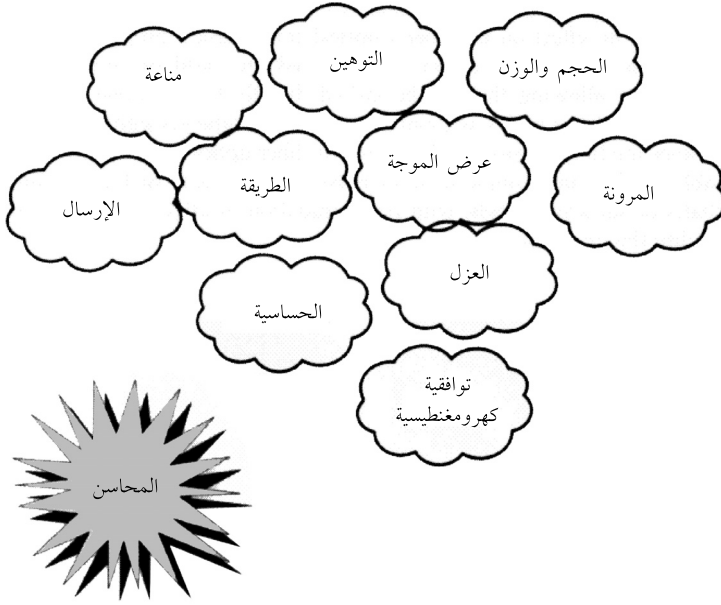 الحجم والوزن
التوهين
مناعة
عرض الموجة
الطريقة
المرونة
الإرسال
العزل
الحساسية
توافقية
كهرومغنطيسية
المحاسن